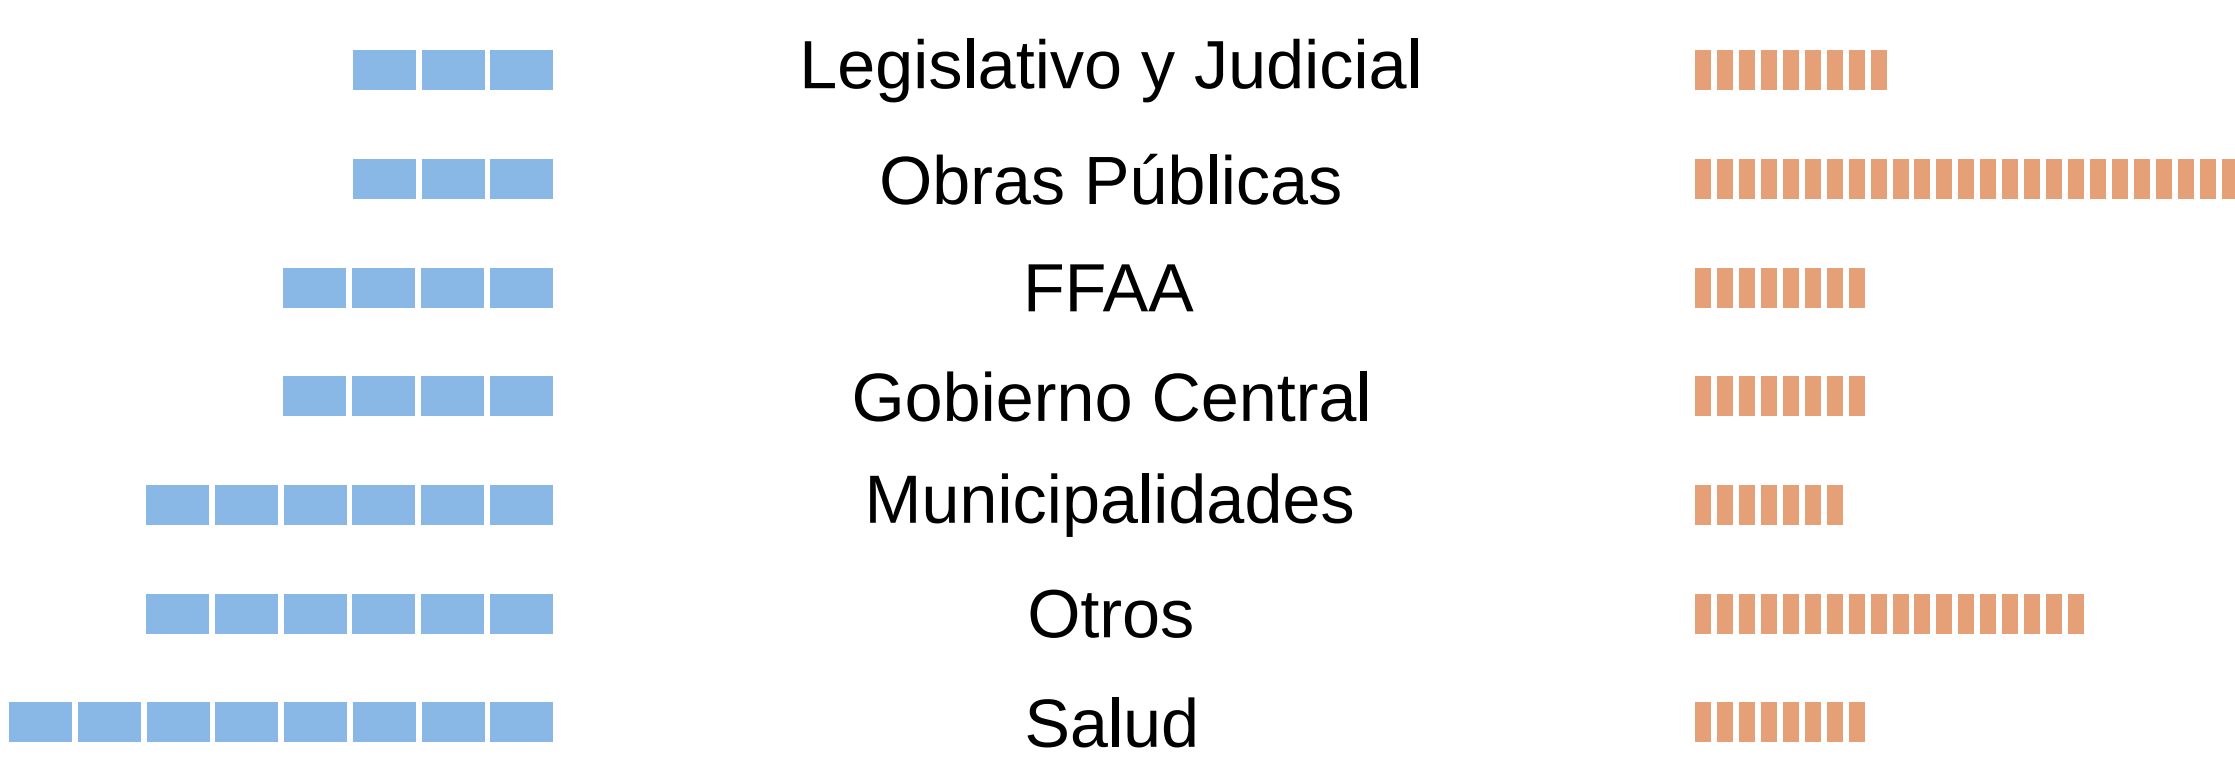 Legislativo y Judicial
Obras Públicas
FFAA
Gobierno Central
Municipalidades
Otros
Salud